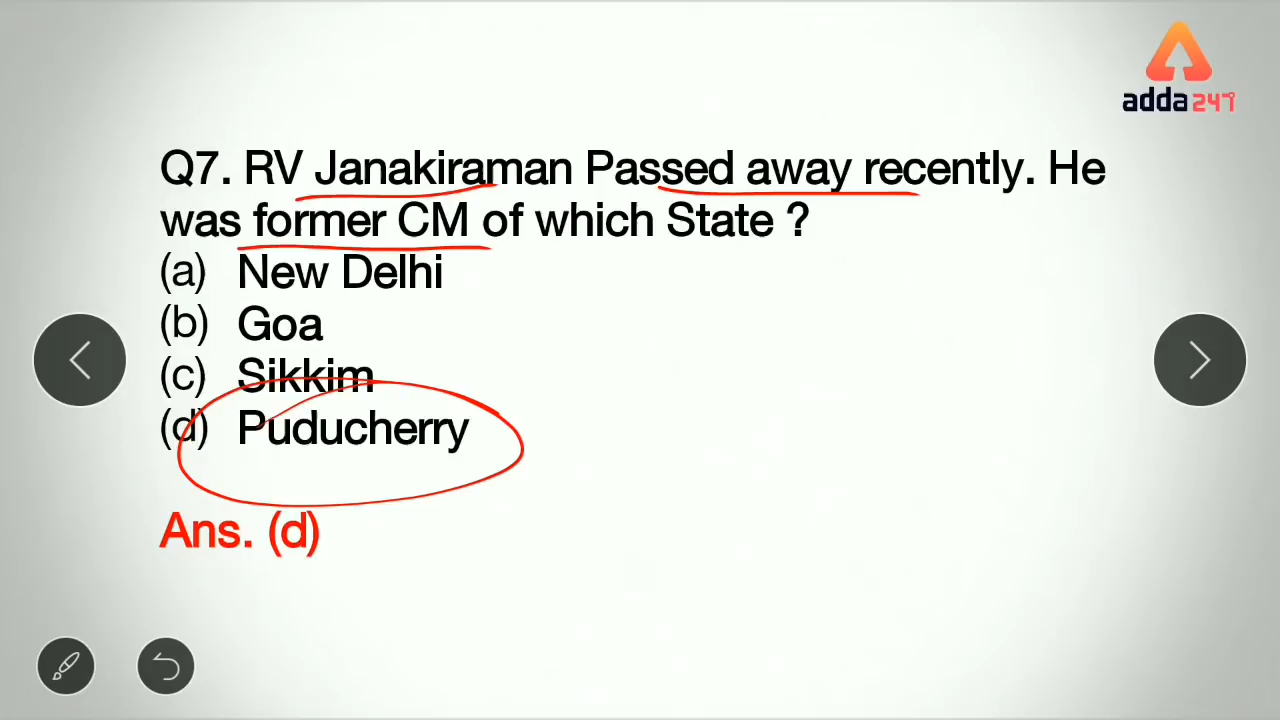 adda247
Q7. RV Janakiraman Passed away recently. He
was former CM of which State ?
(a) New Delhi
(b) Goa
(c) Sikkim
(d) Puducherry
Ans. (d)